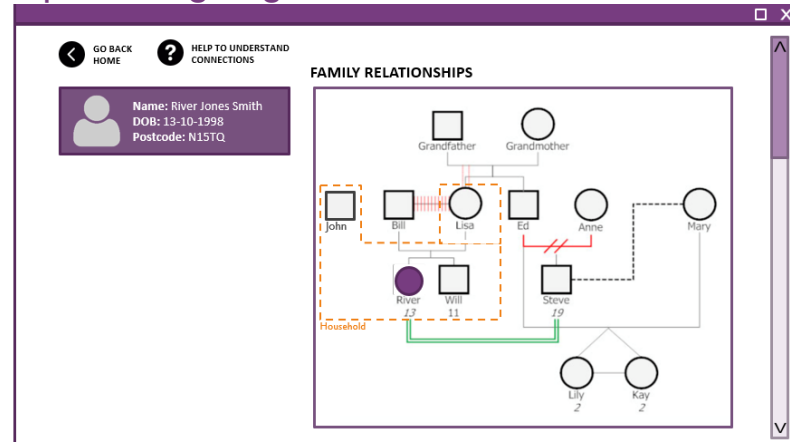 GO BACK
HOME
HELP TO UNDERSTAND
CONNECTIONS
Name: River Jones Smith
DOB: 13-10-1998
Postcode: N15TQ
FAMILY RELATIONSHIPS
Grandfather
Grandmother
John
Bill
Lisa
Ed
Anne
Mary
River
13
Will
11
Steve
19
Household
Lily
2
Kay
2